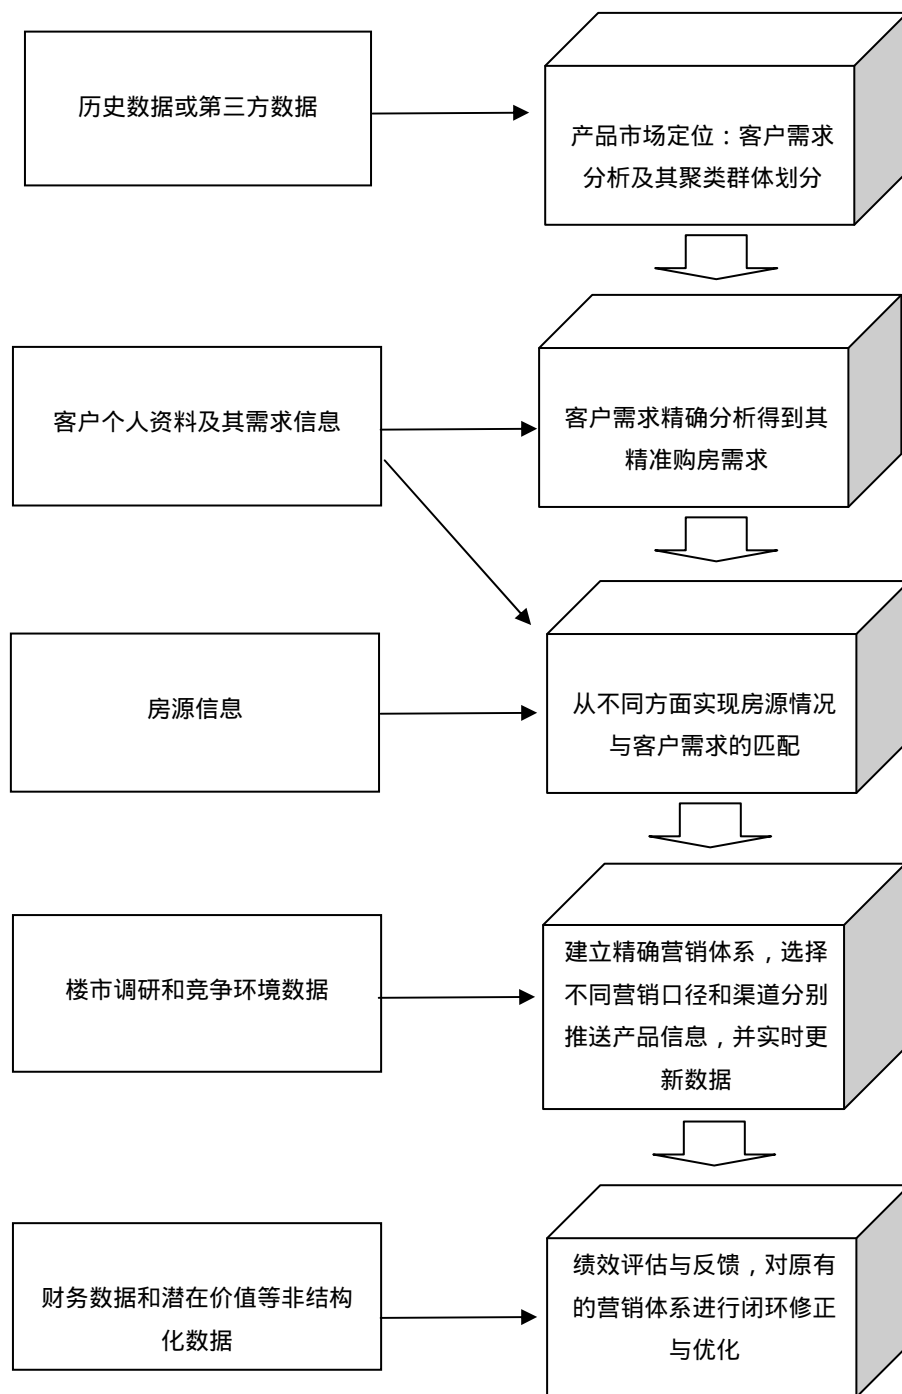 历史数据或第三方数据
产品市场定位：客户需求
分析及其聚类群体划分
客户个人资料及其需求信息
客户需求精确分析得到其
精准购房需求
房源信息
从不同方面实现房源情况
与客户需求的匹配
楼市调研和竞争环境数据
建立精确营销体系，选择
不同营销口径和渠道分别
推送产品信息，并实时更
新数据
财务数据和潜在价值等非结构
化数据
绩效评估与反馈，对原有
的营销体系进行闭环修正
与优化